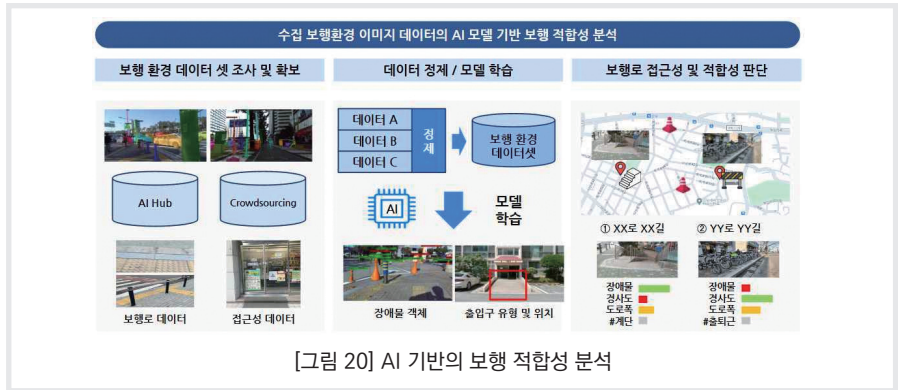 수집 보행환경 이미지 데이터의 AI 모델 기반 보행 적합성 분석
보행 환경 데이터 셋 조사 및 확보
AI Hub
Crowdsourcing
보행로 데이터
접근성 데이터
데이터 정제 / 모델 학습
데이터 A
데이터 B
데이터 C
정
제
보행 환경
데이터셋
AI
모델
학습
장애물 객체
출입구 유형 및 위치
보행로 접근성 및 적합성 판단
① XX로 XX길
② YY로 YY길
장애물
경사도
도로폭
#계단
장애물
경사도
도로폭
#출퇴근
[그림 20] AI 기반의 보행 적합성 분석